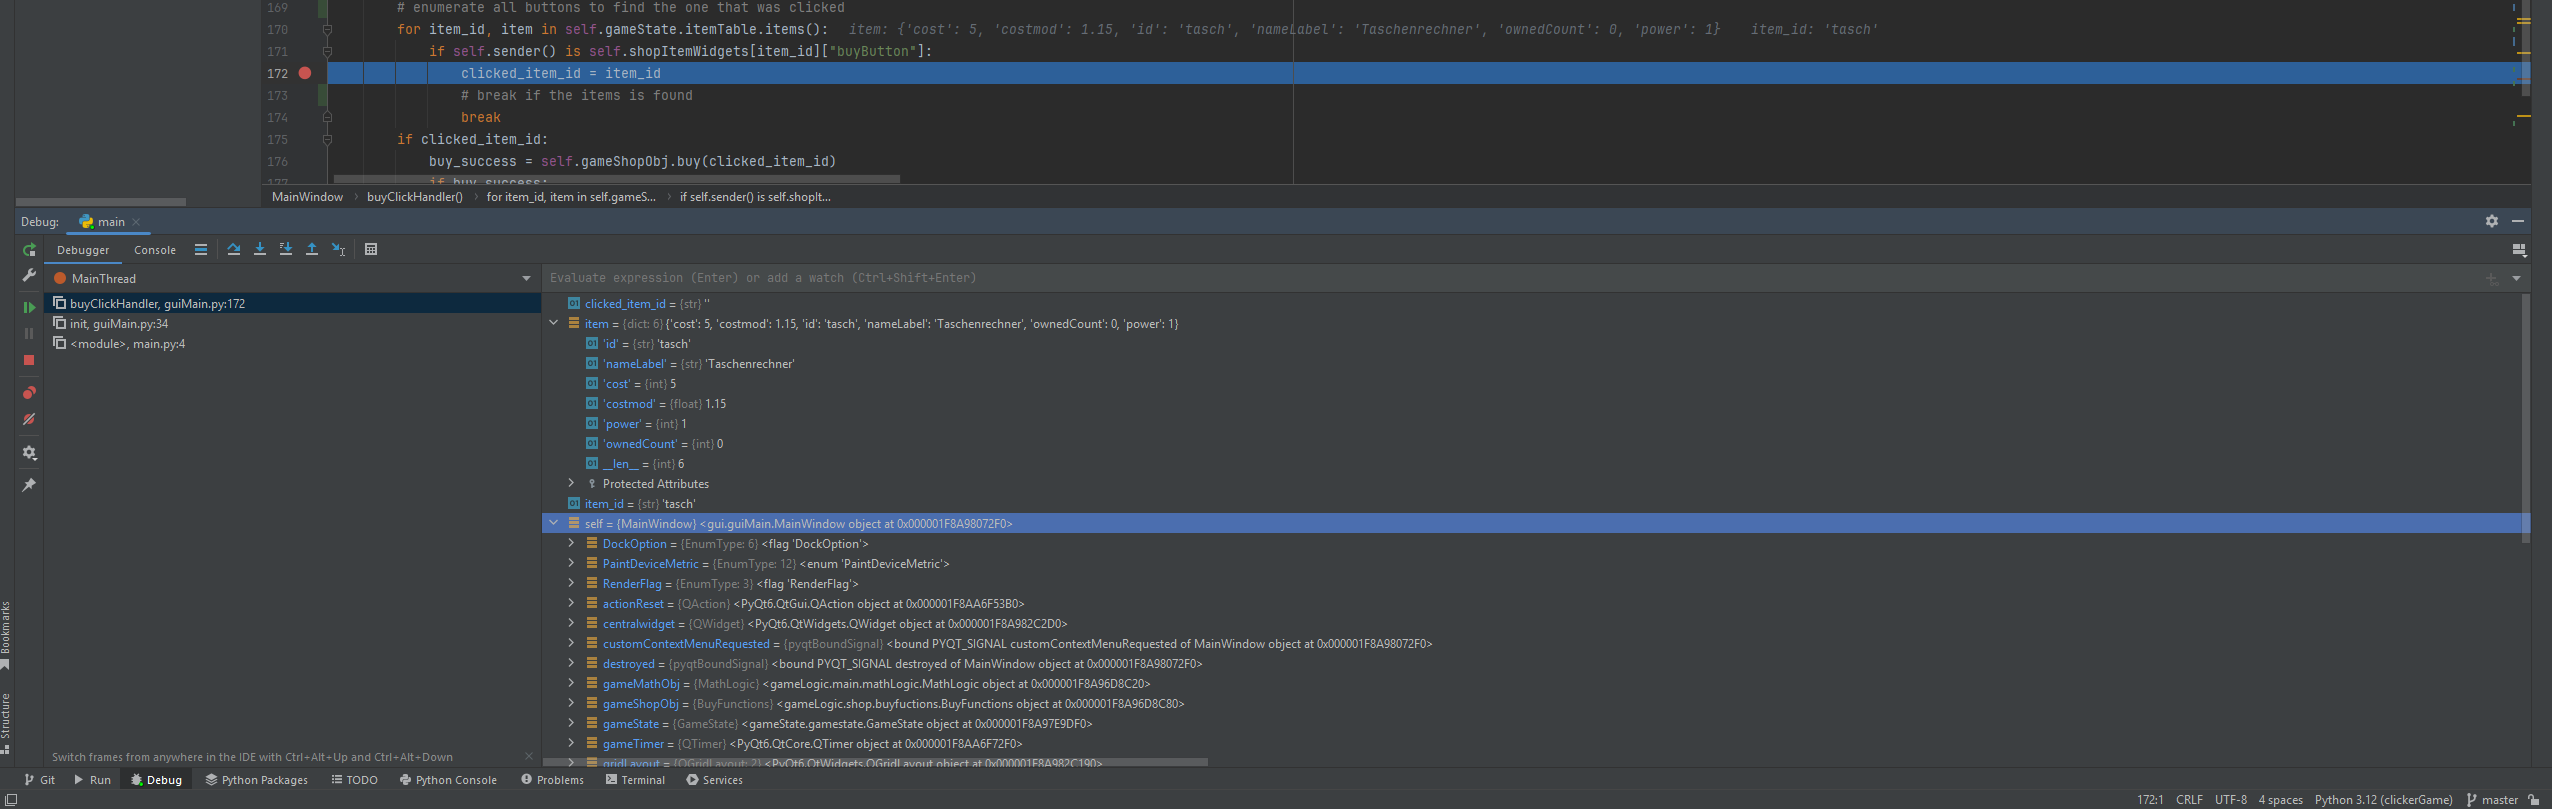 169 # enumerate all buttons to find the one that was clicked
170 for item_id, item in self.gameState.itemTable.items(): item: {'cost': 5, 'costmod': 1.15, 'id': 'tasch', 'nameLabel': 'Taschenrechner', 'ownedCount': 0, 'power': 1} item_id: 'tasch'
171 if self.sender() is self.shopItemWidgets[item_id]["buyButton"]:
172 clicked_item_id = item_id
173 # break if the items is found
174 break
175 if clicked_item_id:
176 buy_success = self.gameShopObj.buy(clicked_item_id)
177 if buy_success:
MainWindow › buyClickHandler() › for item_id, item in self.gameS... › if self.sender() is self.shopIt...
Debug: main
Debugger Console
MainThread
Evaluate expression (Enter) or add a watch (Ctrl+Shift+Enter)
buyClickHandler, guiMain.py:172
init, guiMain.py:34
<module>, main.py:4
clicked_item_id = {str} ''
item = {dict: 6} {'cost': 5, 'costmod': 1.15, 'id': 'tasch', 'nameLabel': 'Taschenrechner', 'ownedCount': 0, 'power': 1}
'id' = {str} 'tasch'
'nameLabel' = {str} 'Taschenrechner'
'cost' = {int} 5
'costmod' = {float} 1.15
'power' = {int} 1
'ownedCount' = {int} 0
__len__ = {int} 6
Protected Attributes
item_id = {str} 'tasch'
self = {MainWindow} <gui.guiMain.MainWindow object at 0x000001F8A98072F0>
DockOption = {EnumType: 6} <flag 'DockOption'>
PaintDeviceMetric = {EnumType: 12} <enum 'PaintDeviceMetric'>
RenderFlag = {EnumType: 3} <flag 'RenderFlag'>
actionReset = {QAction} <PyQt6.QtGui.QAction object at 0x000001F8AA6F53B0>
centralwidget = {QWidget} <PyQt6.QtWidgets.QWidget object at 0x000001F8A982C2D0>
customContextMenuRequested = {pyqtBoundSignal} <bound PYQT_SIGNAL customContextMenuRequested of MainWindow object at 0x000001F8A98072F0>
destroyed = {pyqtBoundSignal} <bound PYQT_SIGNAL destroyed of MainWindow object at 0x000001F8A98072F0>
gameMathObj = {MathLogic} <gameLogic.main.mathLogic.MathLogic object at 0x000001F8A96D8C20>
gameShopObj = {BuyFunctions} <gameLogic.shop.buyfuctions.BuyFunctions object at 0x000001F8A96D8C80>
gameState = {GameState} <gameState.gamestate.GameState object at 0x000001F8A97E9DF0>
gameTimer = {QTimer} <PyQt6.QtCore.QTimer object at 0x000001F8AA6F72F0>
gridLayout = {QGridLayout: 2} <PyQt6.QtWidgets.QGridLayout object at 0x000001F8A982C190>
Switch frames from anywhere in the IDE with Ctrl+Alt+Up and Ctrl+Alt+Down
Bookmarks
Structure
Git Run Debug Python Packages TODO Python Console Problems Terminal Services
172:1 CRLF UTF-8 4 spaces Python 3.12 (clickerGame) master